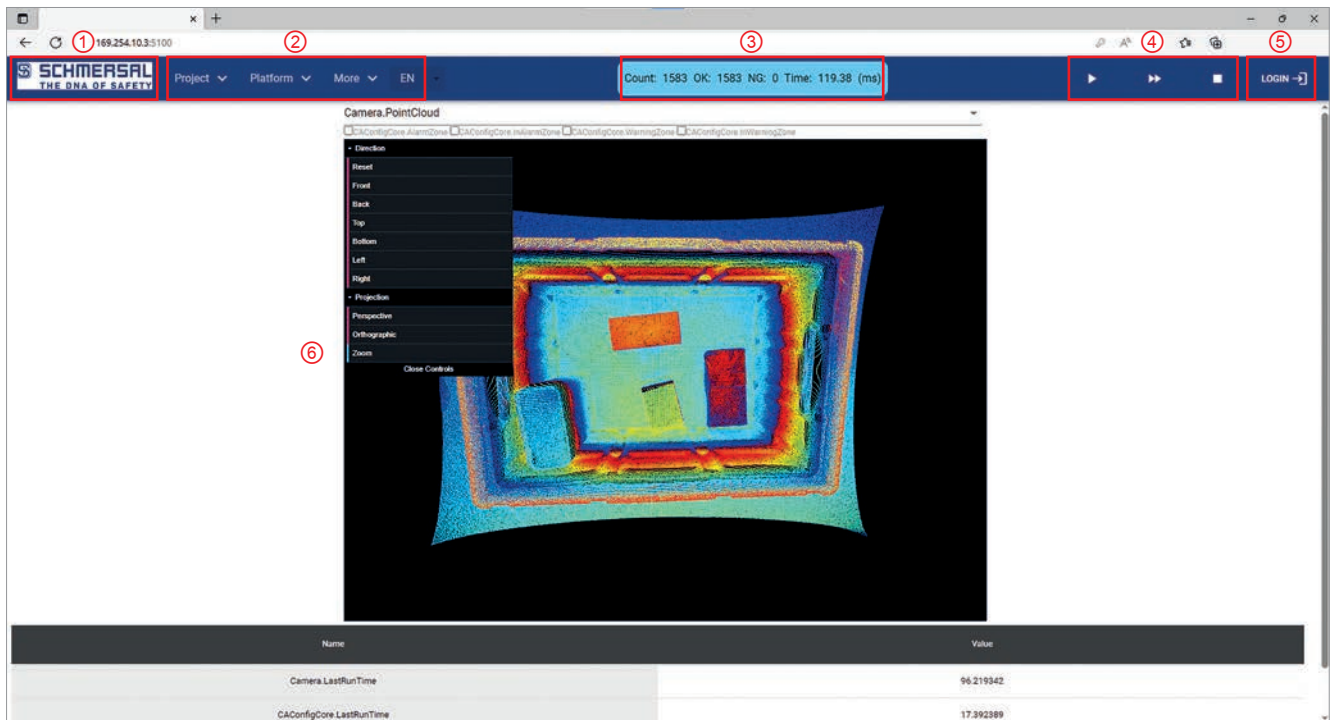 ① ② ③ ④ ⑤
169.254.10.3:5100
SCHMERSAL
THE DNA OF SAFETY
Project Platform More EN
Count: 1583 OK: 1583 NG: 0 Time: 119.38 (ms)
LOGIN
Camera.PointCloud
CAConfigCore.AlarmZone CAConfigCore.inAlarmZone CAConfigCore.WarningZone CAConfigCore.inWarningZone
Direction
Reset
Front
Back
Top
Bottom
Left
Right
Projection
Perspective
Orthographic
⑥
Zoom
Close Controls
Name Value
Camera.LastRunTime 96.219342
CAConfigCore.LastRunTime 17.392389